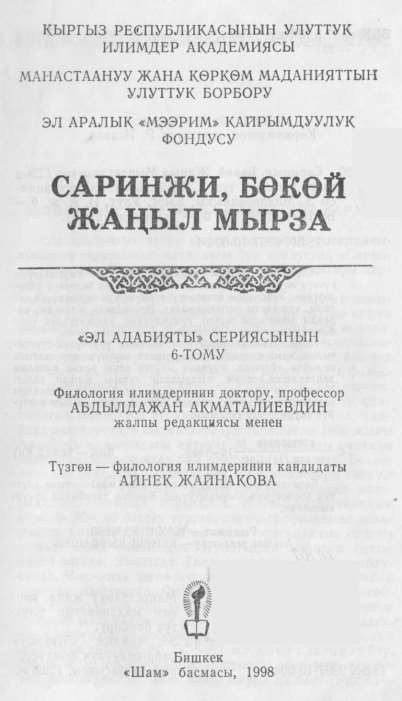 КЫРГЫЗ РЕСПУБЛИКАСЫНЫН УЛУТТУК
ИЛИМДЕР АКАДЕМИЯСЫ
МАНАСТААНУУ ЖАНА КӨРКӨМ МАДАНИЯТТЫН
УЛУТТУК БОРБОРУ
ЭЛ АРАЛЫК «МЭЭРИМ» КАЙРЫМДУУЛУК
ФОНДУСУ
САРИНЖИ, БӨКӨЙ
ЖАҢЫЛ МЫРЗА
«ЭЛ АДАБИЯТЫ» СЕРИЯСЫНЫН
6-ТОМУ
Филология илимдеринин доктору, профессор
АБДЫЛДАЖАН АКМАТАЛИЕВДИН
жалпы редакциясы менен
Түзгөн — филология илимдеринин кандидаты
АЙНЕК ЖАЙНАКОВА
Бишкек
«Шам» басмасы, 1998